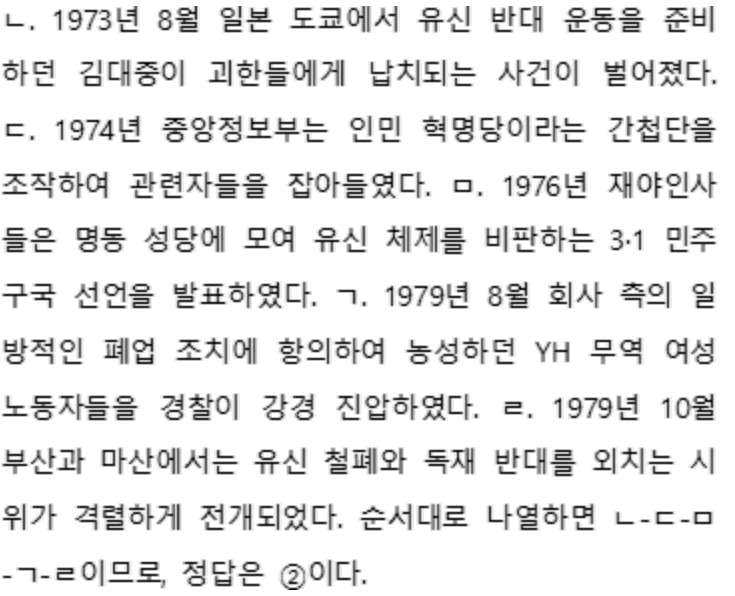 ㄴ. 1973년 8월 일본 도쿄에서 유신 반대 운동을 준비
하던 김대중이 괴한들에게 납치되는 사건이 벌어졌다.
ㄷ. 1974년 중앙정보부는 인민 혁명당이라는 간첩단을
조작하여 관련자들을 잡아들였다. ㅁ. 1976년 재야인사
들은 명동 성당에 모여 유신 체제를 비판하는 3·1 민주
구국 선언을 발표하였다. ㄱ. 1979년 8월 회사 측의 일
방적인 폐업 조치에 항의하여 농성하던 YH 무역 여성
노동자들을 경찰이 강경 진압하였다. ㄹ. 1979년 10월
부산과 마산에서는 유신 철폐와 독재 반대를 외치는 시
위가 격렬하게 전개되었다. 순서대로 나열하면 ㄴ-ㄷ-ㅁ
-ㄱ-ㄹ이므로, 정답은 ②이다.